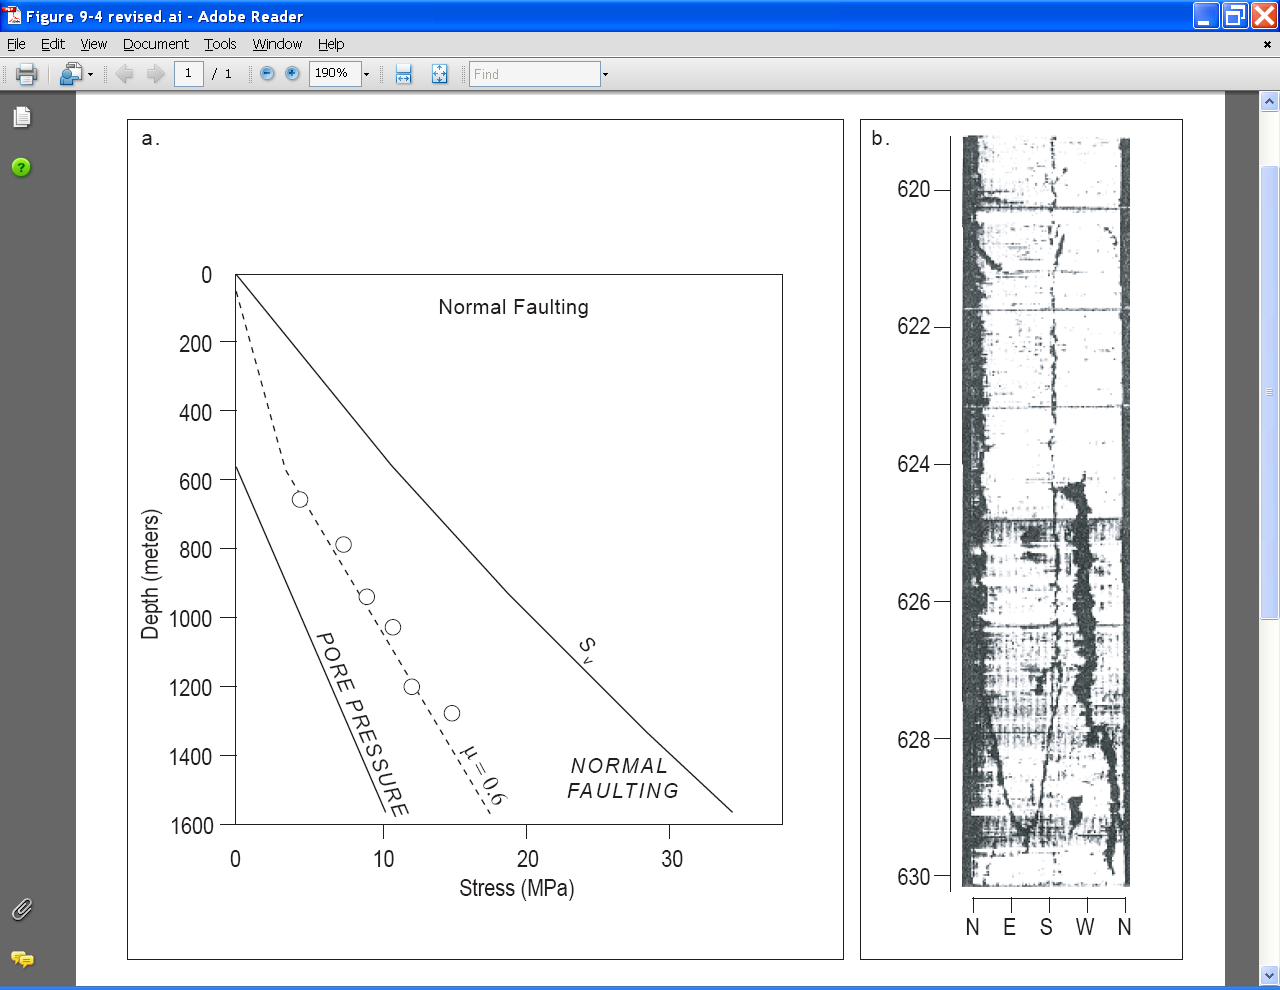 Figure 9-4 revised.ai - Adobe Reader
File Edit View Document Tools Window Help
1 / 1 190% Find
a.
Normal Faulting
0
200
400
600
800
1000
1200
1400
1600
Depth (meters)
PORE PRESSURE
μ = 0.6
Sv
NORMAL
FAULTING
0 10 20 30
Stress (MPa)
b.
620
622
624
626
628
630
N E S W N